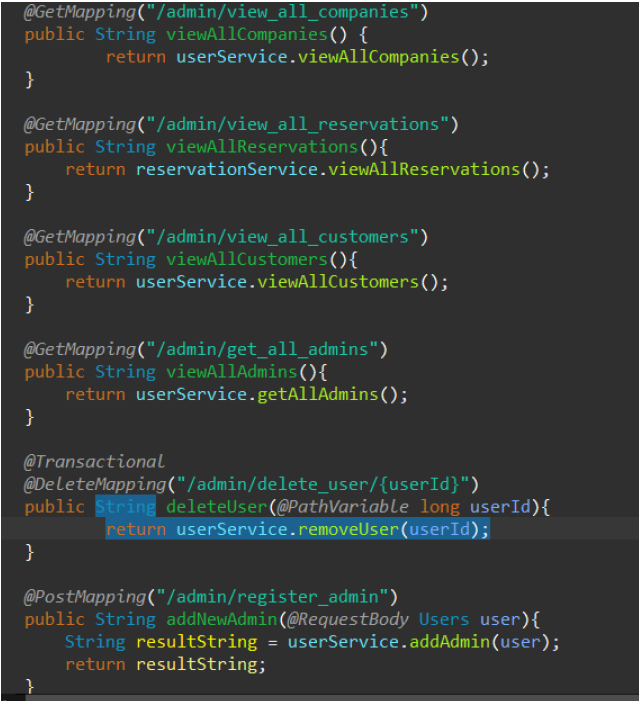 @GetMapping("/admin/view_all_companies")
public String viewAllCompanies() {
return userService.viewAllCompanies();
}
@GetMapping("/admin/view_all_reservations")
public String viewAllReservations(){
return reservationService.viewAllReservations();
}
@GetMapping("/admin/view_all_customers")
public String viewAllCustomers(){
return userService.viewAllCustomers();
}
@GetMapping("/admin/get_all_admins")
public String viewAllAdmins(){
return userService.getAllAdmins();
}
@Transactional
@DeleteMapping("/admin/delete_user/{userId}")
public String deleteUser(@PathVariable long userId){
return userService.removeUser(userId);
}
@PostMapping("/admin/register_admin")
public String addNewAdmin(@RequestBody Users user){
String resultString = userService.addAdmin(user);
return resultString;
}